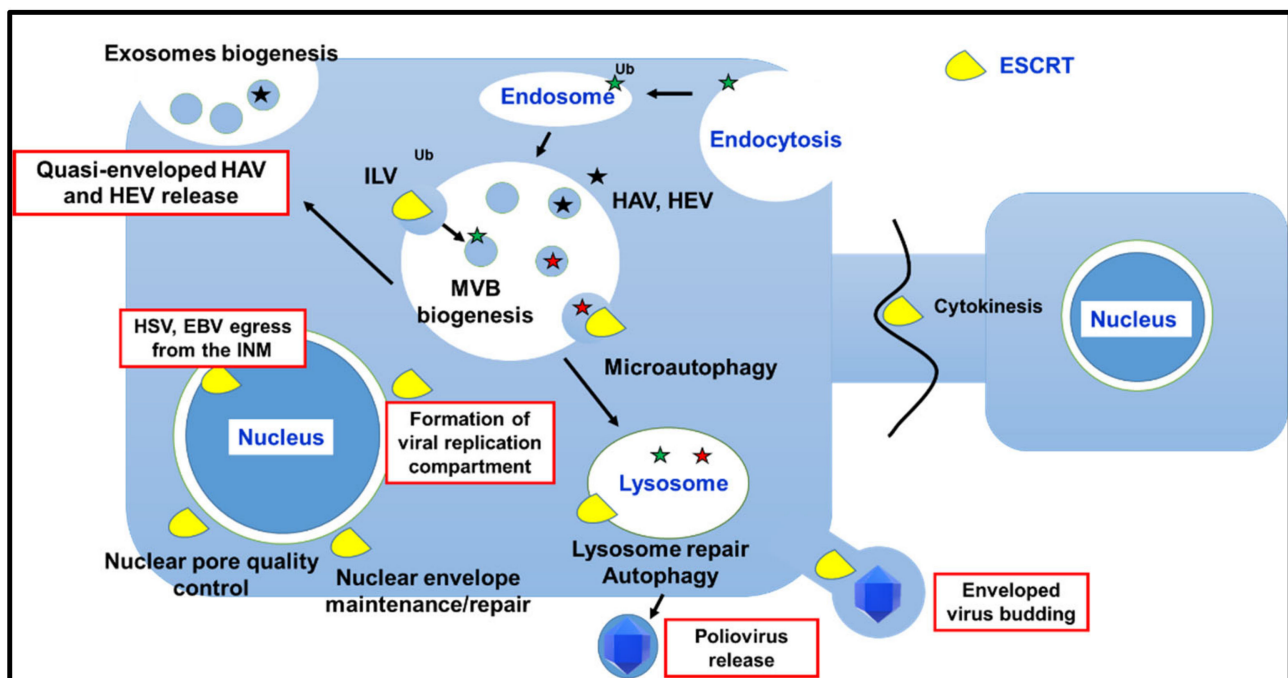 Exosomes biogenesis
Ub
ESCRT
Endosome
Endocytosis
Quasi-enveloped HAV
and HEV release
Ub
ILV
HAV, HEV
MVB
biogenesis
Cytokinesis
Nucleus
HSV, EBV egress
from the INM
Microautophagy
Nucleus
Formation of
viral replication
compartment
Lysosome
Nuclear pore quality
control
Nuclear envelope
maintenance/repair
Lysosome repair
Autophagy
Enveloped
virus budding
Poliovirus
release